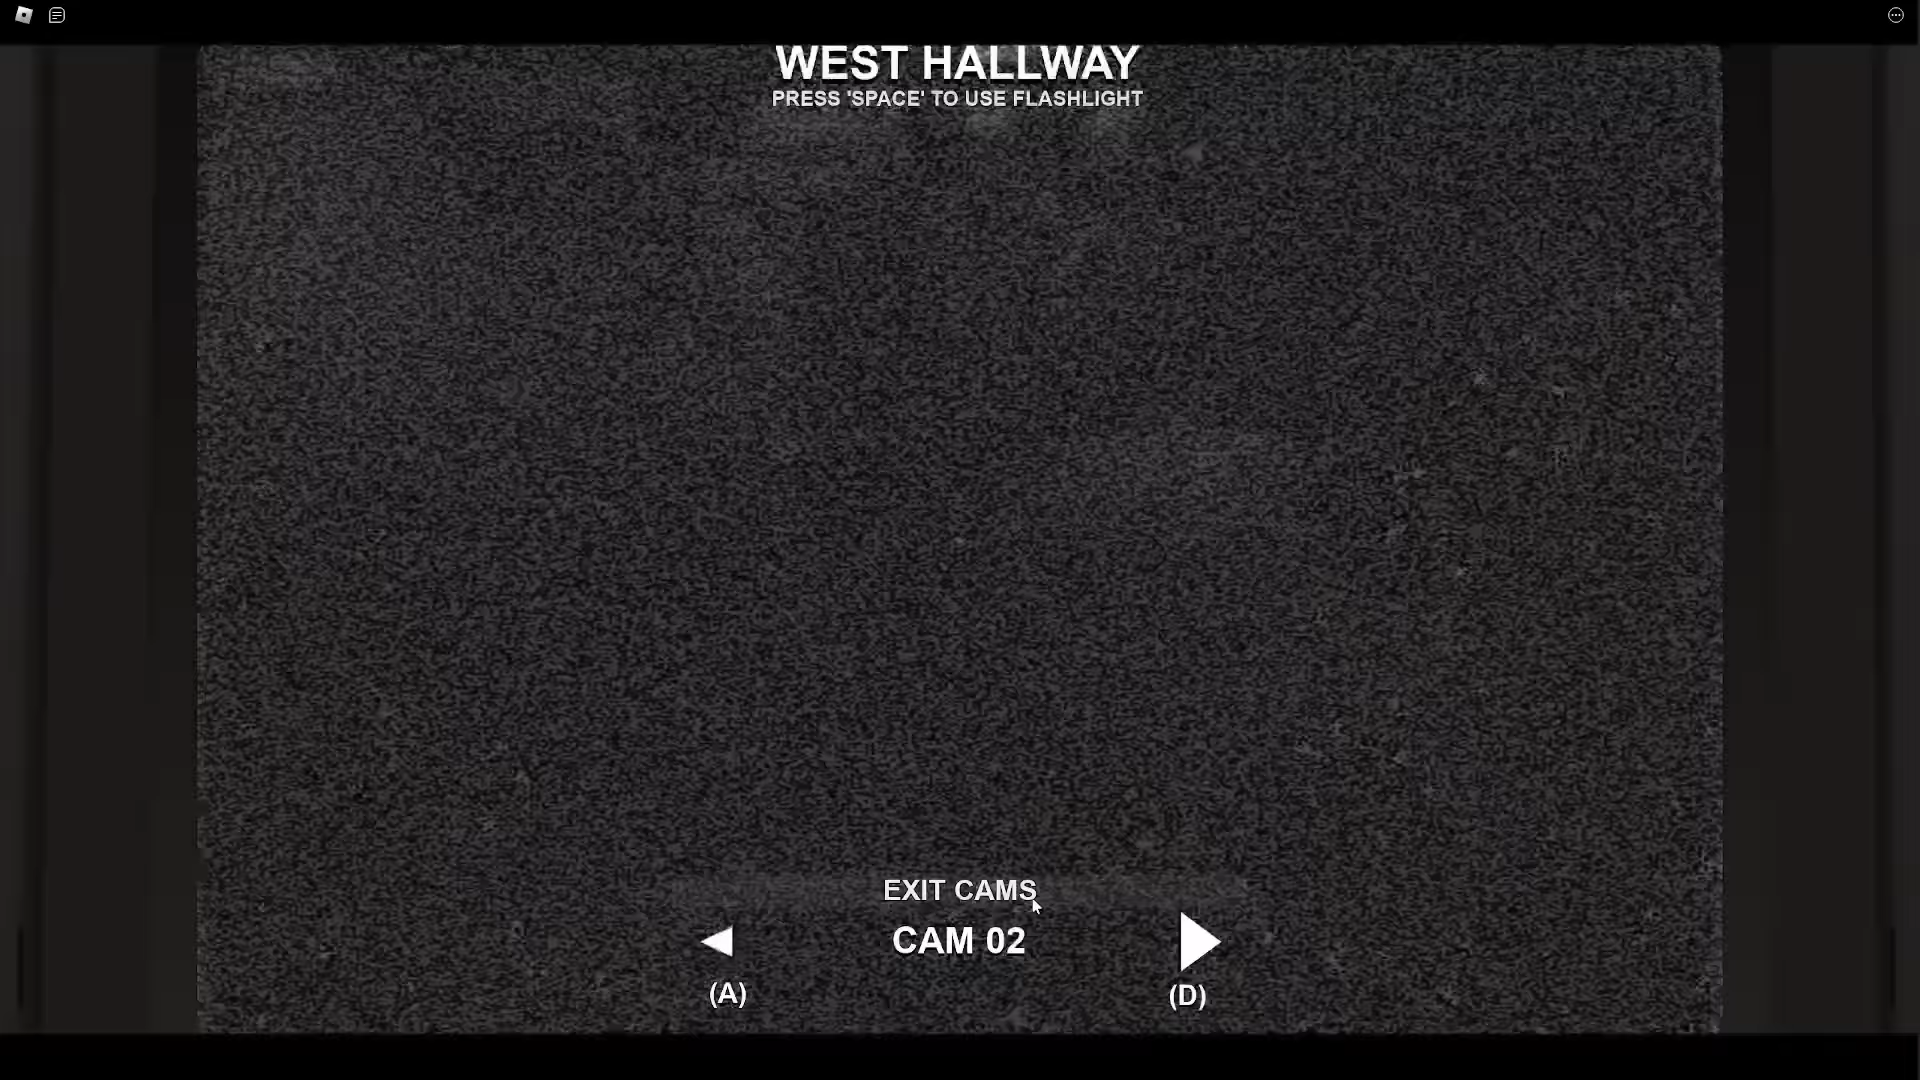 WEST HALLWAY
PRESS 'SPACE' TO USE FLASHLIGHT
EXIT CAMS
CAM 02
(A)
(D)